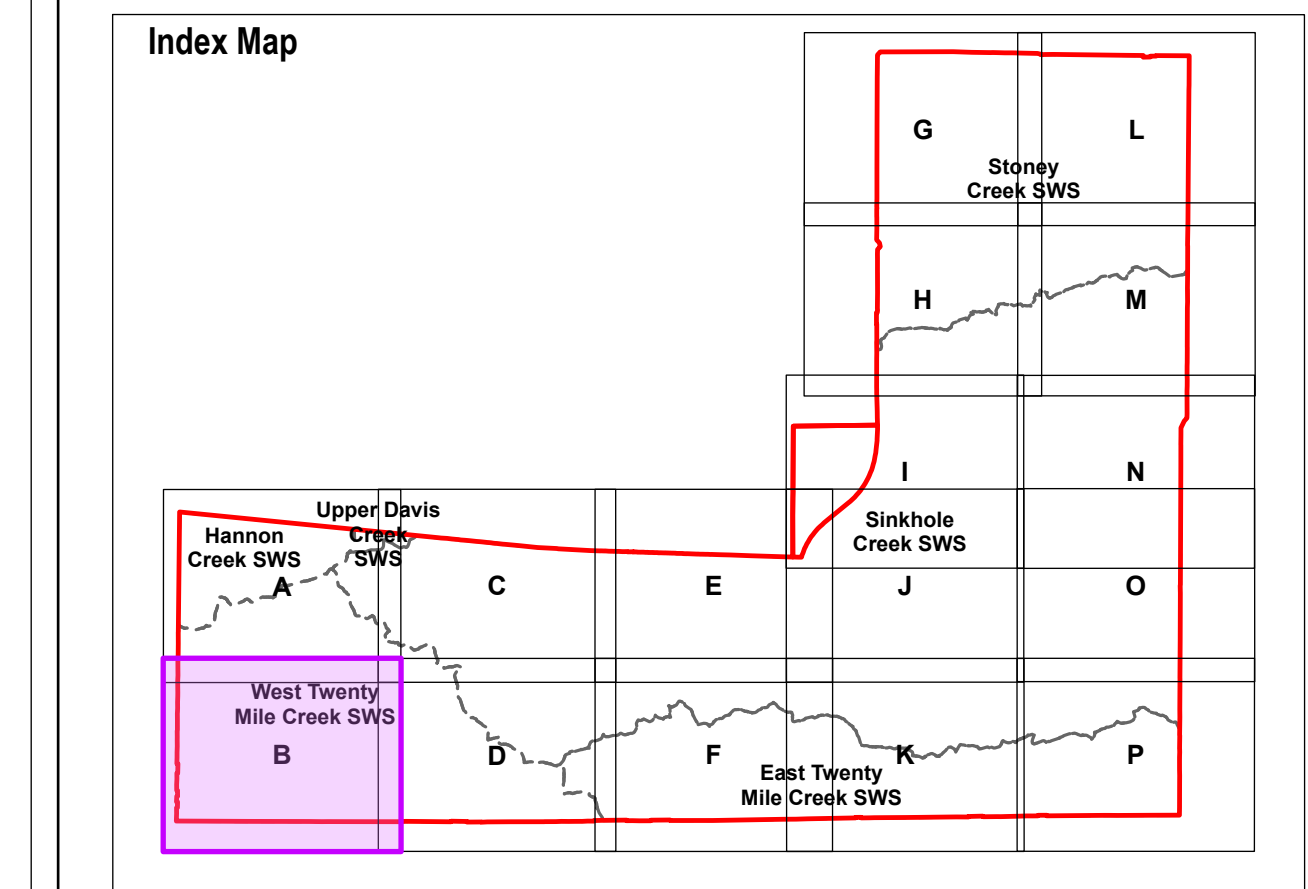 Index Map
G
L
Stoney
Creek SWS
H
M
I
N
Upper Davis
Creek
SWS
Hannon
Creek SWS
Sinkhole
Creek SWS
A
C
E
J
O
West Twenty
Mile Creek SWS
B
D
F
K
P
East Twenty
Mile Creek SWS